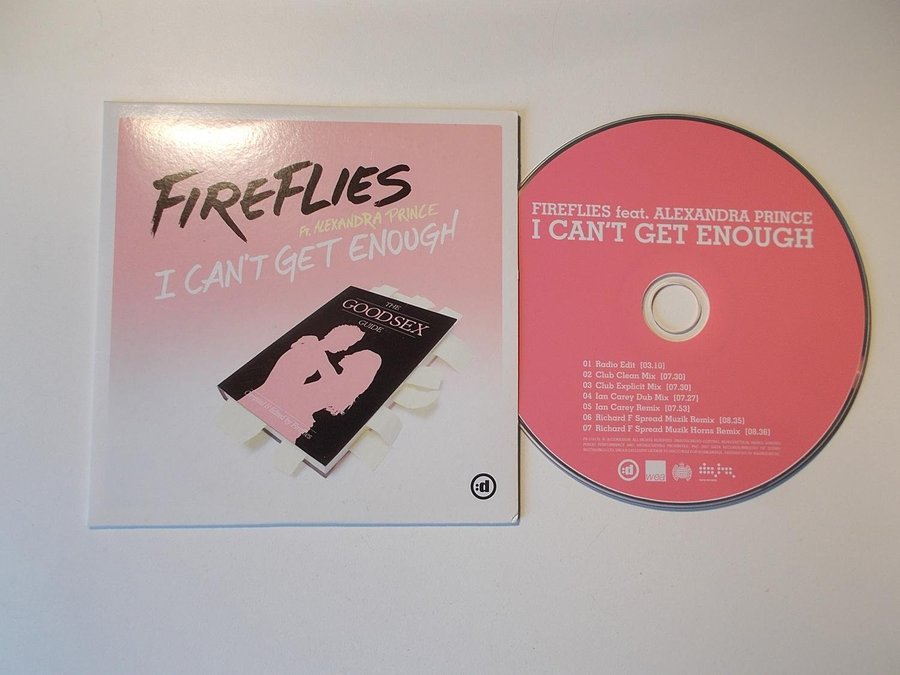 FIREFLIES
Ft. ALEXANDRA PRINCE
I CAN'T GET ENOUGH
THE
GOOD SEX
GUIDE
:d
FIREFLIES feat. ALEXANDRA PRINCE
I CAN'T GET ENOUGH
01 Radio Edit [03.10]
02 Club Clean Mix [07.30]
03 Club Explicit Mix [07.30]
04 Ian Carey Dub Mix [07.27]
05 Ian Carey Remix [07.53]
06 Richard F Spread Muzik Remix [08.35]
07 Richard F Spread Muzik Horns Remix [08.36]
:d